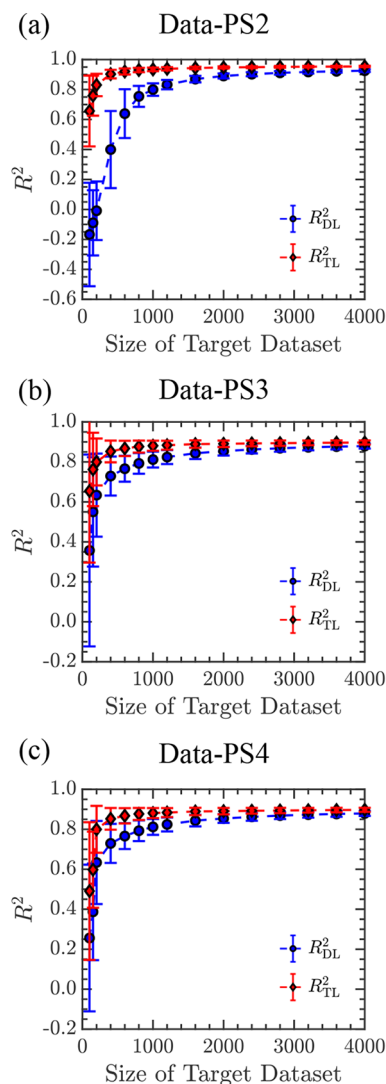 (a) Data-PS2
1.0
0.8
0.6
0.4
0.2
0.0
-0.2
-0.4
-0.6
R²
R²DL
R²TL
0 1000 2000 3000 4000
Size of Target Dataset
(b) Data-PS3
1.0
0.8
0.6
0.4
0.2
0.0
-0.2
R²
R²DL
R²TL
0 1000 2000 3000 4000
Size of Target Dataset
(c) Data-PS4
1.0
0.8
0.6
0.4
0.2
0.0
-0.2
R²
R²DL
R²TL
0 1000 2000 3000 4000
Size of Target Dataset